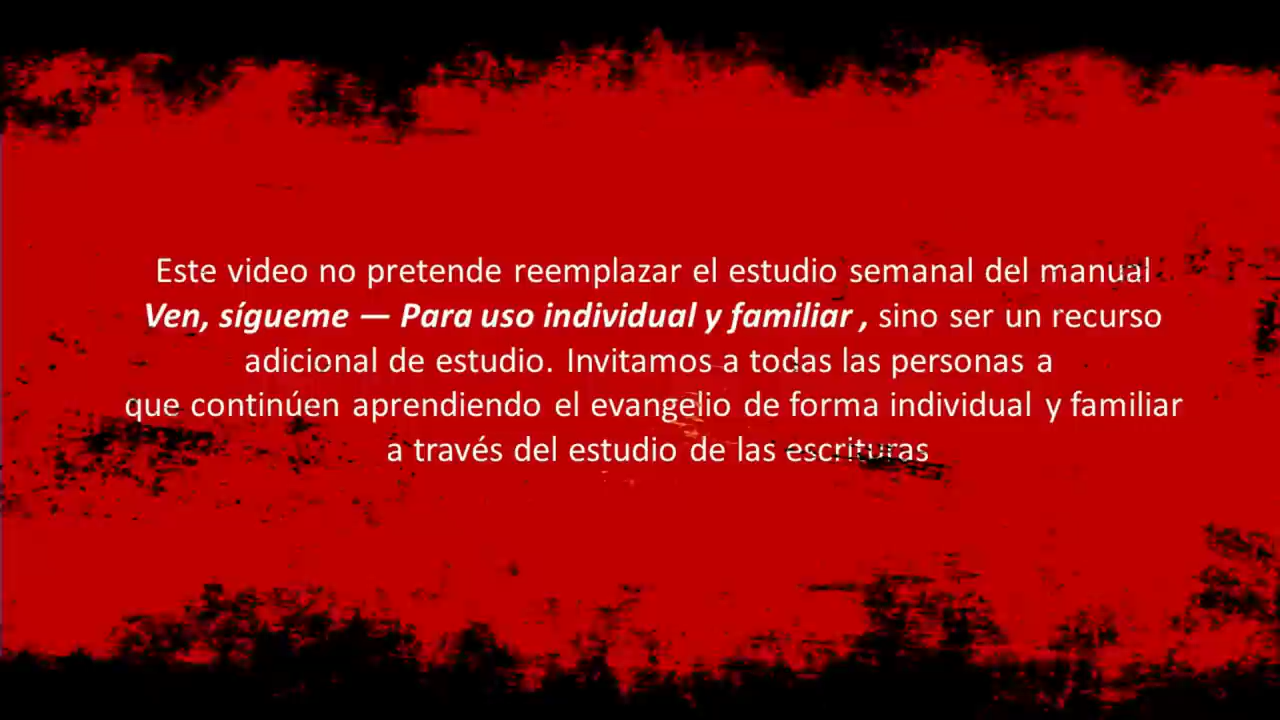 Este video no pretende reemplazar el estudio semanal del manual
Ven, sígueme — Para uso individual y familiar , sino ser un recurso
adicional de estudio. Invitamos a todas las personas a
que continúen aprendiendo el evangelio de forma individual y familiar
a través del estudio de las escrituras